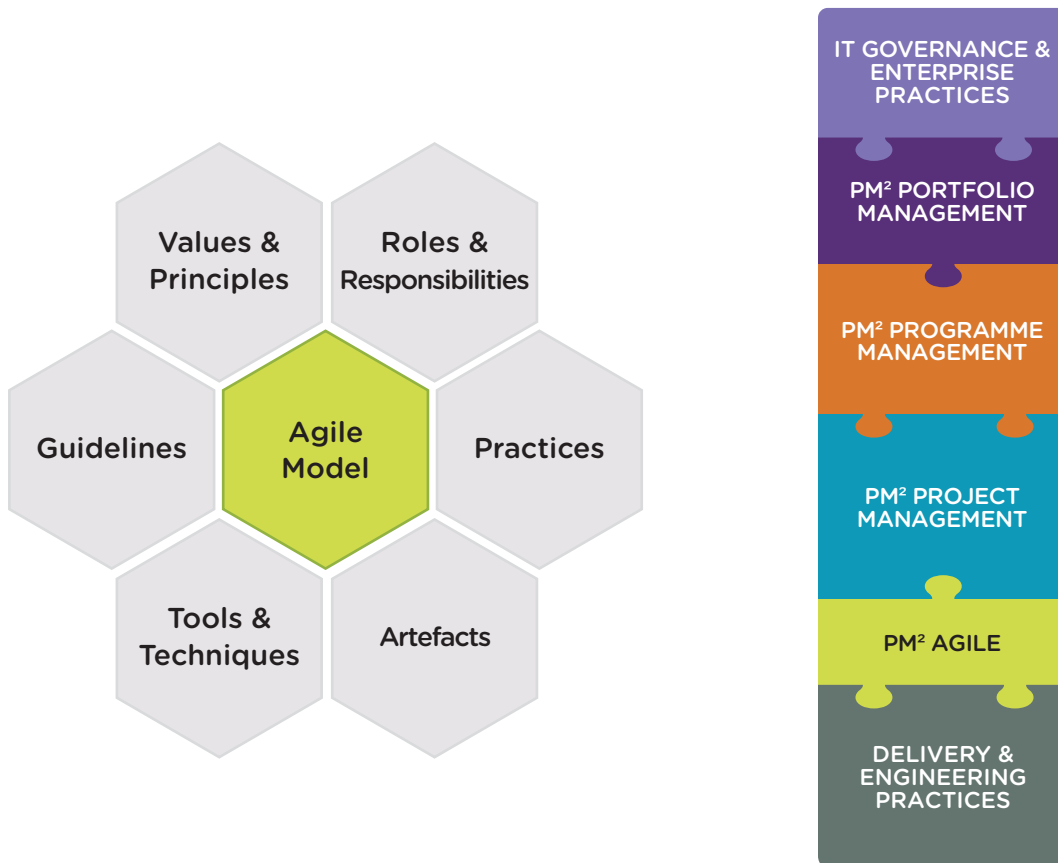 Values &
Principles
Roles &
Responsibilities
Guidelines
Agile
Model
Practices
Tools &
Techniques
Artefacts
IT GOVERNANCE &
ENTERPRISE
PRACTICES
PM² PORTFOLIO
MANAGEMENT
PM² PROGRAMME
MANAGEMENT
PM² PROJECT
MANAGEMENT
PM² AGILE
DELIVERY &
ENGINEERING
PRACTICES